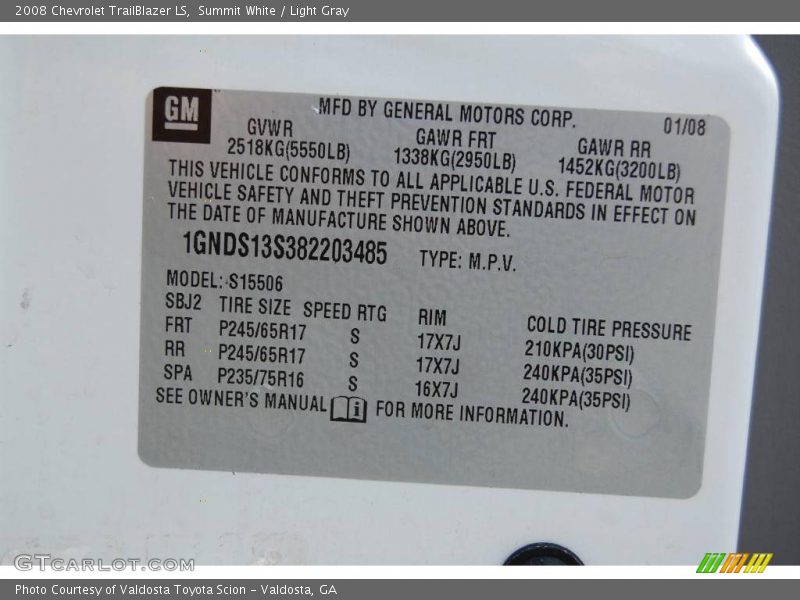 2008 Chevrolet TrailBlazer LS,  Summit White / Light Gray
GM
MFD BY GENERAL MOTORS CORP.
01/08
GVWR GAWR FRT GAWR RR
2518KG(5550LB) 1338KG(2950LB) 1452KG(3200LB)
THIS VEHICLE CONFORMS TO ALL APPLICABLE U.S. FEDERAL MOTOR
VEHICLE SAFETY AND THEFT PREVENTION STANDARDS IN EFFECT ON
THE DATE OF MANUFACTURE SHOWN ABOVE.
1GNDS13S382203485 TYPE: M.P.V.
MODEL: S15506
SBJ2 TIRE SIZE SPEED RTG RIM COLD TIRE PRESSURE
FRT P245/65R17 S 17X7J 210KPA(30PSI)
RR P245/65R17 S 17X7J 240KPA(35PSI)
SPA P235/75R16 S 16X7J 240KPA(35PSI)
SEE OWNER'S MANUAL i FOR MORE INFORMATION.
GTcarlot.com
Photo Courtesy of Valdosta Toyota Scion - Valdosta, GA